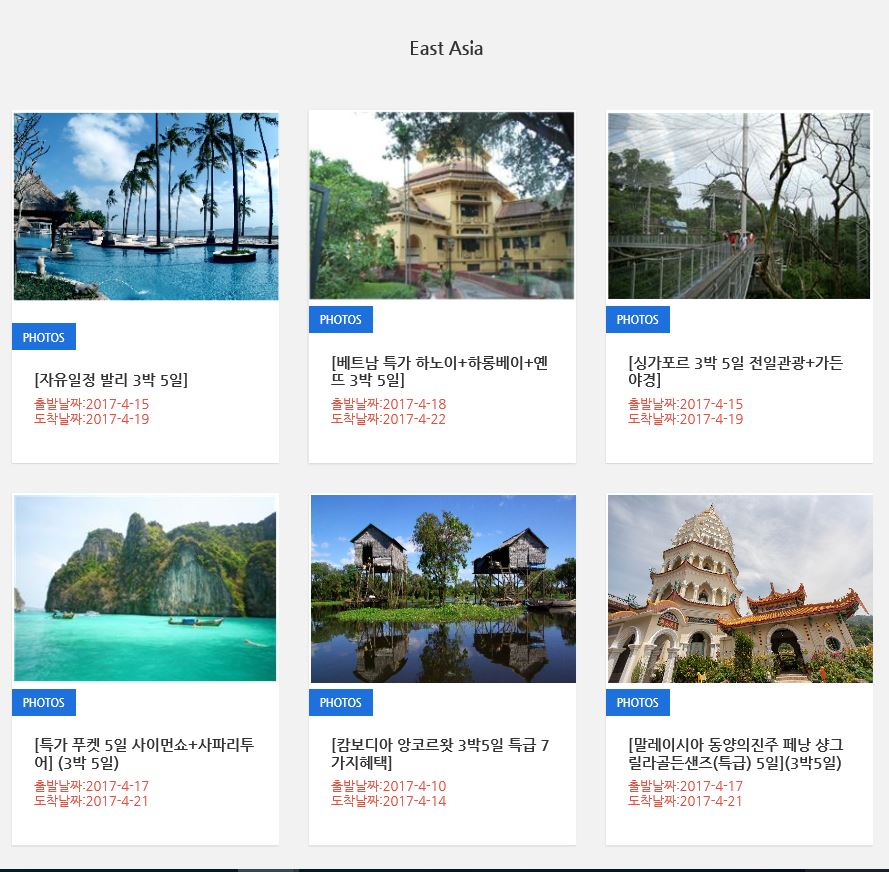 East Asia
PHOTOS
[자유일정 발리 3박 5일]
출발날짜:2017-4-15
도착날짜:2017-4-19
PHOTOS
[베트남 특가 하노이+하롱베이+옌
뜨 3박 5일]
출발날짜:2017-4-18
도착날짜:2017-4-22
PHOTOS
[싱가포르 3박 5일 전일관광+가든
야경]
출발날짜:2017-4-15
도착날짜:2017-4-19
PHOTOS
[특가 푸켓 5일 사이먼쇼+사파리투
어] (3박 5일)
출발날짜:2017-4-17
도착날짜:2017-4-21
PHOTOS
[캄보디아 앙코르왓 3박5일 특급 7
가지혜택]
출발날짜:2017-4-10
도착날짜:2017-4-14
PHOTOS
[말레이시아 동양의진주 페낭 샹그
릴라골든샌즈(특급) 5일](3박5일)
출발날짜:2017-4-17
도착날짜:2017-4-21